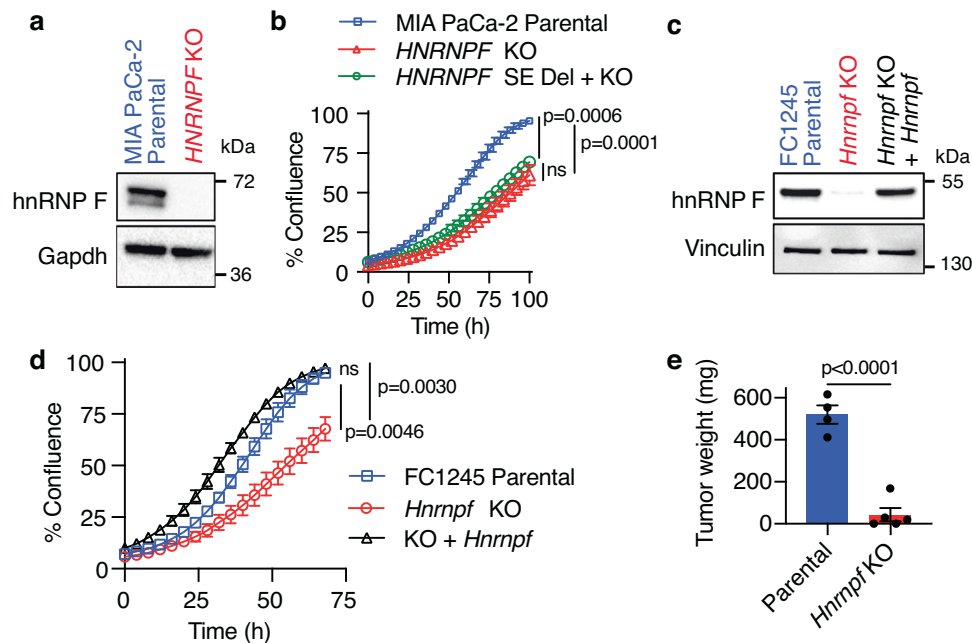 a
MIA PaCa-2
Parental
HNRNPF KO
kDa
hnRNP F
72
Gapdh
36
b
MIA PaCa-2 Parental
HNRNPF KO
HNRNPF SE Del + KO
p=0.0006
p=0.0001
ns
% Confluence
100
75
50
25
0
0
25
50
75
100
Time (h)
c
FC1245
Parental
Hnrnpf KO
Hnrnpf KO
+ Hnrnpf
kDa
hnRNP F
55
Vinculin
130
d
% Confluence
100
75
50
25
0
0
25
50
75
Time (h)
ns
p=0.0030
p=0.0046
FC1245 Parental
Hnrnpf KO
KO + Hnrnpf
e
p<0.0001
Tumor weight (mg)
600
400
200
0
Parental
Hnrnpf KO